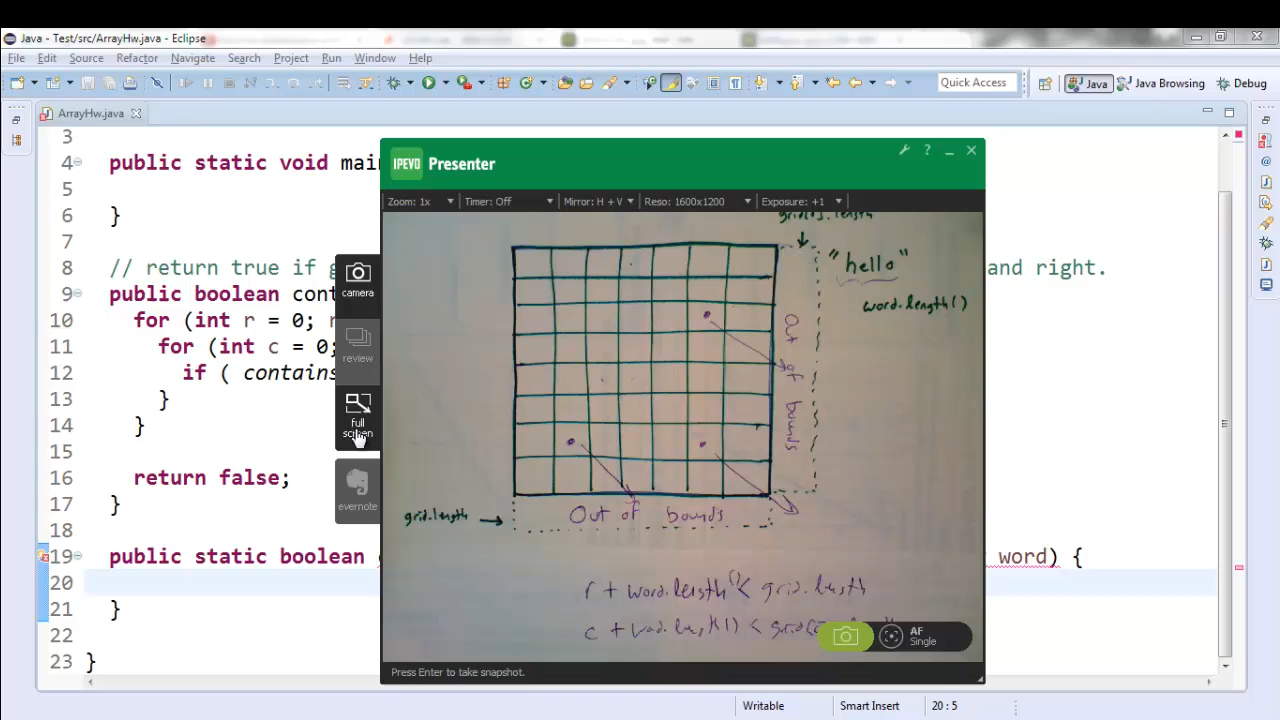 Java - Test/src/ArrayHw.java - Eclipse
File Edit Source Refactor Navigate Search Project Run Window Help
Quick Access
Java
Java Browsing
Debug
ArrayHw.java
3
4 public static void mai
5
6 }
7
8 // return true if g and right.
9 public boolean cont
10 for (int r = 0; r
11 for (int c = 0;
12 if ( contains
13 }
14 }
15
16 return false;
17 }
18
19 public static boolean word) {
20
21 }
22
23 }
IPEVO Presenter
Zoom: 1x Timer: Off Mirror: H + V Reso: 1600x1200 Exposure: +1
camera
review
full screen
evernote
"hello"
word.length()
Out of bounds
grid.length
Out of bounds
r + word.length() < grid.length
c + word.length() <
AF
Single
Press Enter to take snapshot.
Writable Smart Insert 20 : 5